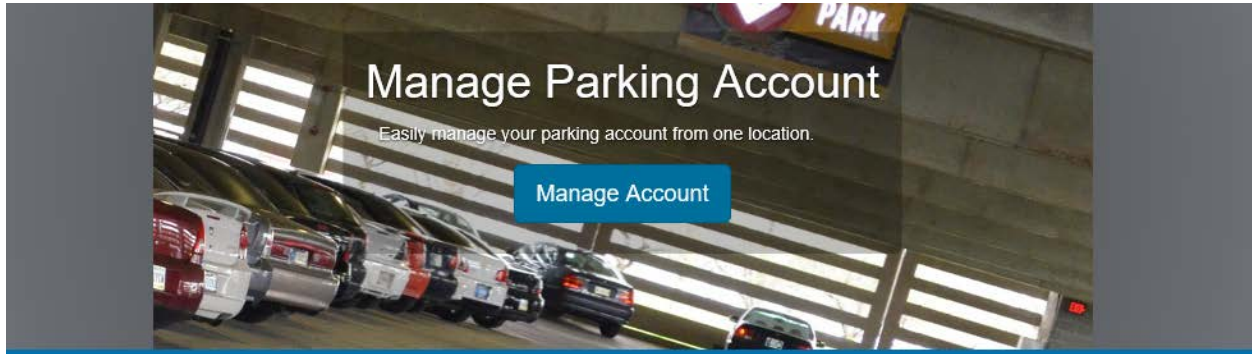 PARK
Manage Parking Account
Easily manage your parking account from one location.
Manage Account